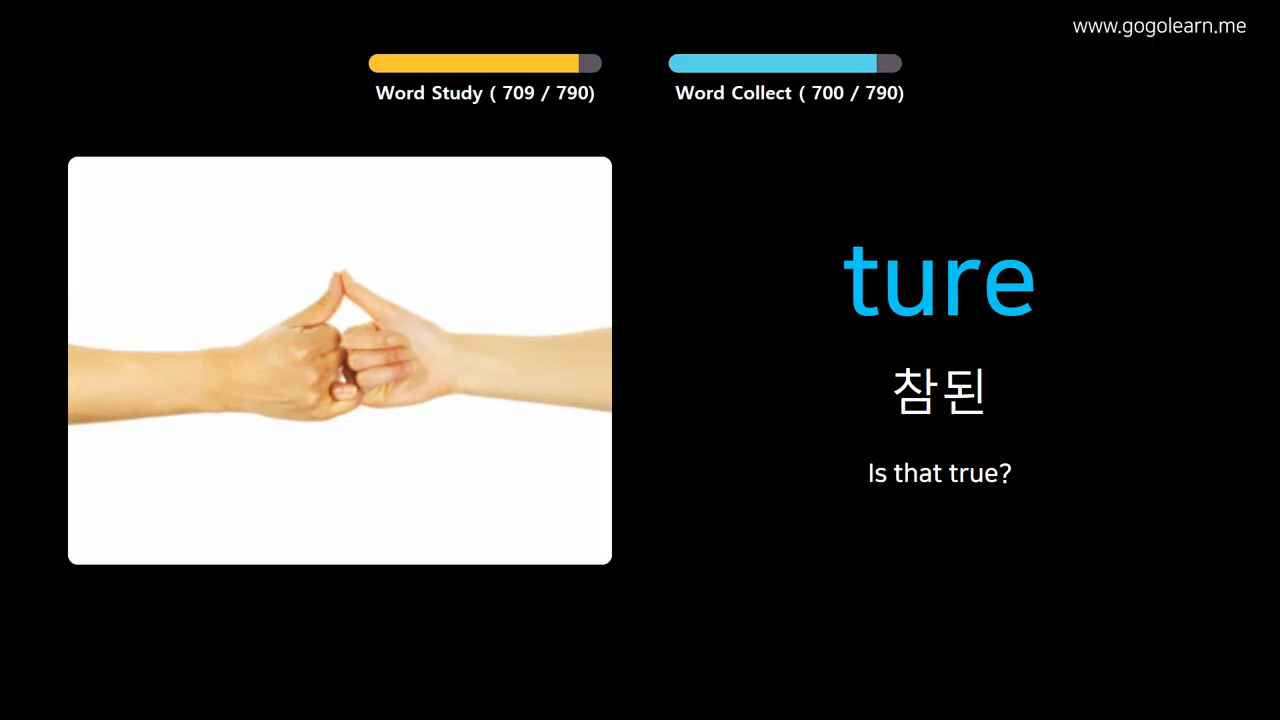 www.gogolearn.me
Word Study ( 709 / 790)
Word Collect ( 700 / 790)
ture
참된
Is that true?